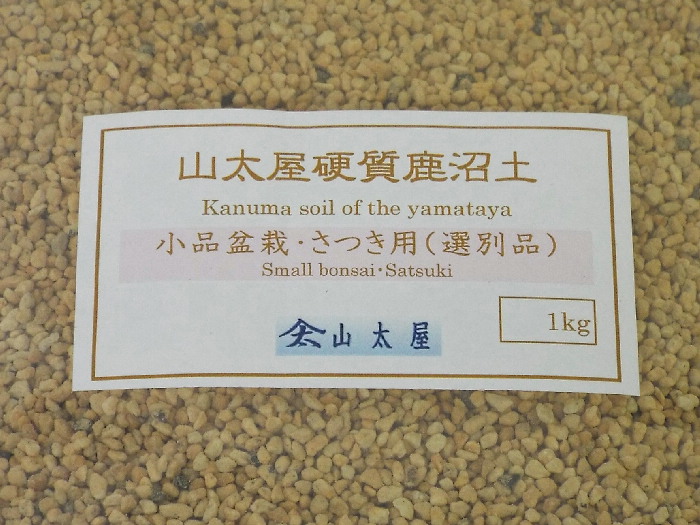 山太屋硬質鹿沼土
Kanuma soil of the yamataya
小品盆栽・さつき用（選別品）
Small bonsai・Satsuki
1kg
太山太屋